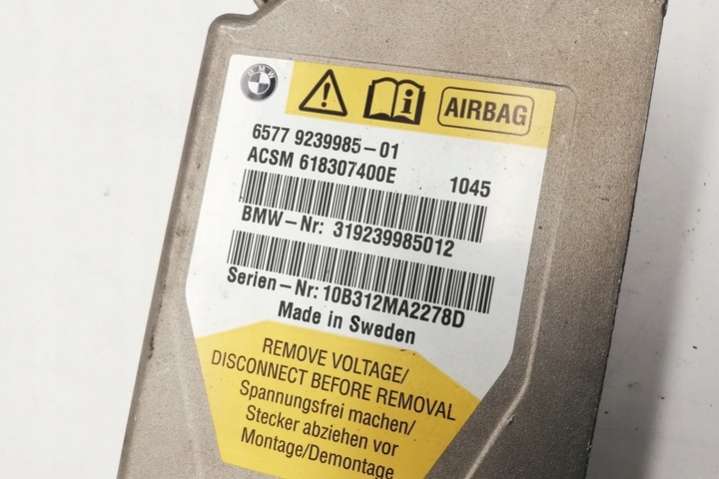 BMW
AIRBAG
6577 9239985-01
ACSM 618307400E 1045
BMW-Nr: 319239985012
Serien-Nr: 10B312MA2278D
Made in Sweden
REMOVE VOLTAGE/
DISCONNECT BEFORE REMOVAL
Spannungsfrei machen/
Stecker abziehen vor
Montage/Demontage